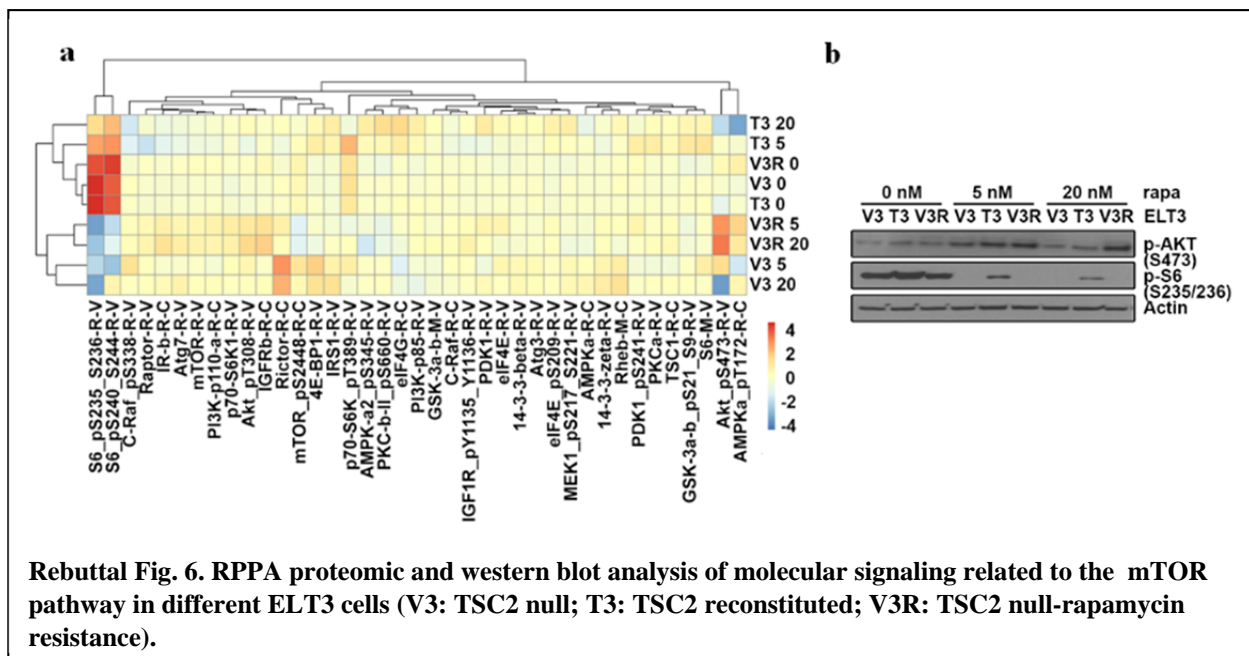 a
T3 20
T3 5
V3R 0
V3 0
T3 0
V3R 5
V3R 20
V3 5
V3 20
S6_pS235_S236-R-V
S6_pS240_S244-R-V
C-Raf_pS338-R-V
Raptor-R-V
IR-b-R-C
Atg7-R-V
mTOR-R-V
PI3K-p110-a-R-C
p70-S6K1-R-V
Akt_pT308-R-V
IGFRb-R-C
Rictor-R-C
mTOR_pS2448-R-C
4E-BP1-R-V
IRS1-R-V
p70-S6K_pT389-R-V
AMPK-a2_pS345-R-V
PKC-b-II_pS660-R-V
eIF4G-R-C
PI3K-p85-R-V
GSK-3a-b-M-V
C-Raf-R-C
IGF1R_pY1135_Y1136-R-V
PDK1-R-V
eIF4E-R-V
14-3-3-beta-R-V
Atg3-R-V
eIF4E_pS209-R-V
MEK1_pS217_S221-R-V
AMPKa-R-C
14-3-3-zeta-R-V
Rheb-M-C
PDK1_pS241-R-V
PKCa-R-V
TSC1-R-C
GSK-3a-b_pS21_S9-R-V
S6-M-V
Akt_pS473-R-V
AMPKa_pT172-R-C
4
2
0
-2
-4
b
0 nM 5 nM 20 nM rapa
V3 T3 V3R V3 T3 V3R V3 T3 V3R ELT3
p-AKT
(S473)
p-S6
(S235/236)
Actin
Rebuttal Fig. 6. RPPA proteomic and western blot analysis of molecular signaling related to the mTOR
pathway in different ELT3 cells (V3: TSC2 null; T3: TSC2 reconstituted; V3R: TSC2 null-rapamycin
resistance).